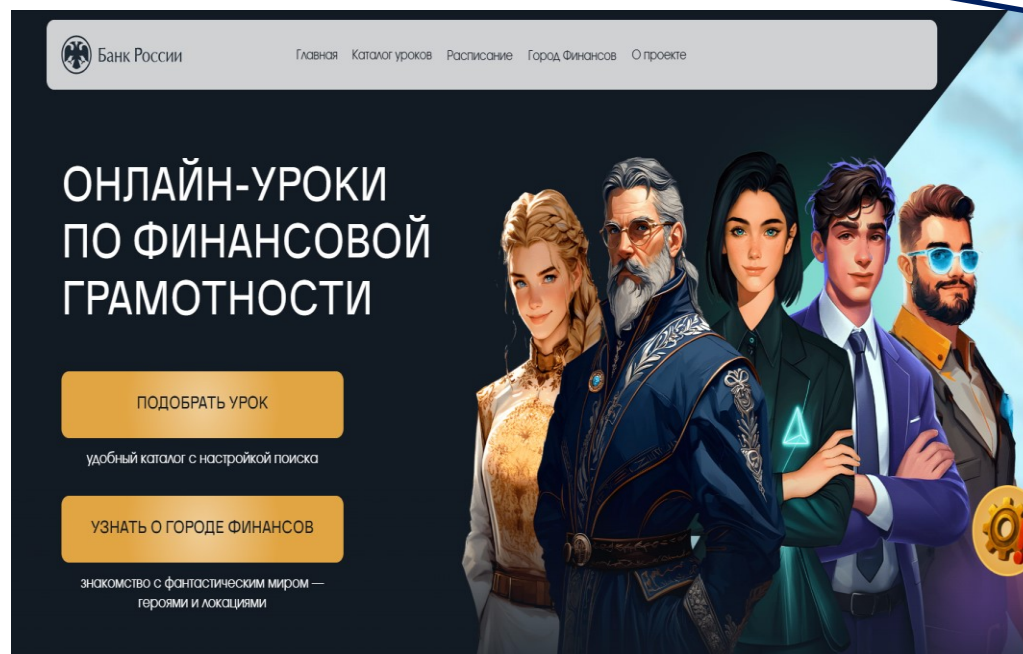 Банк России
Главная Каталог уроков Расписание Город Финансов О проекте
ОНЛАЙН-УРОКИ
ПО ФИНАНСОВОЙ
ГРАМОТНОСТИ
ПОДОБРАТЬ УРОК
удобный каталог с настройкой поиска
УЗНАТЬ О ГОРОДЕ ФИНАНСОВ
знакомство с фантастическим миром —
героями и локациями